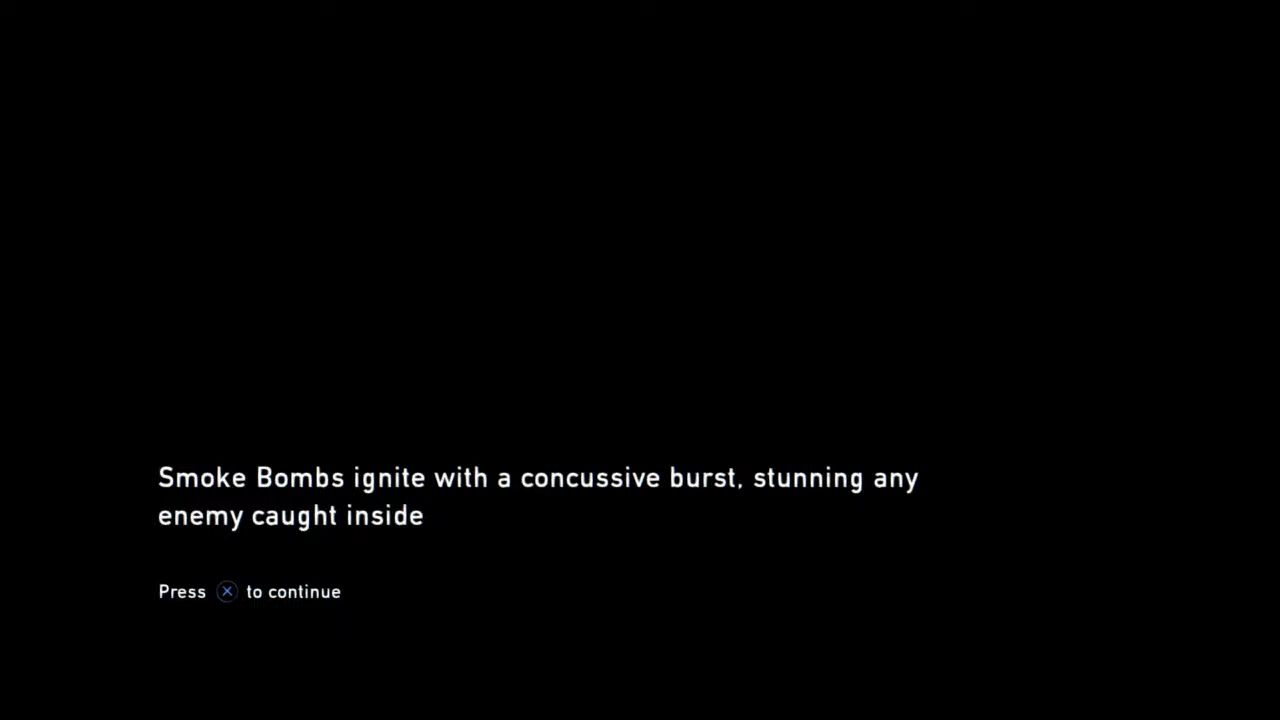 Smoke Bombs ignite with a concussive burst, stunning any
enemy caught inside
Press ⓧ to continue